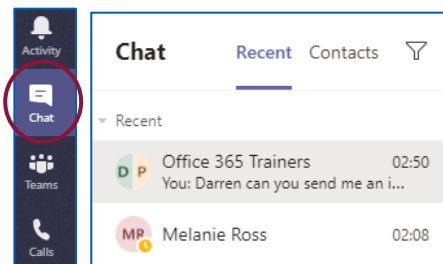 Activity
Chat
Teams
Calls
Chat Recent Contacts
Recent
D P Office 365 Trainers 02:50
You: Darren can you send me an i...
MR Melanie Ross 02:08